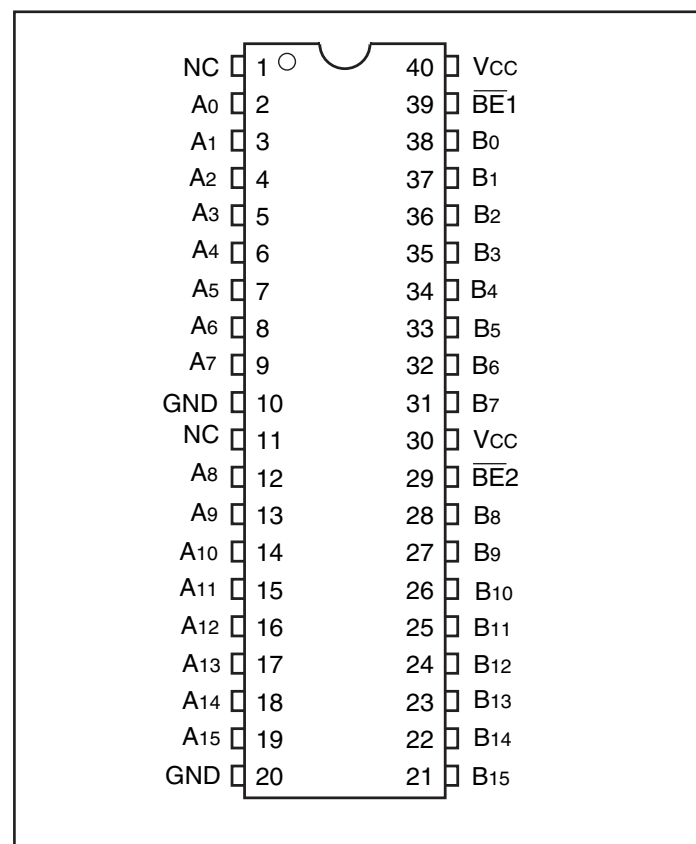 NC 1 40 VCC
A0 2 39 B̅E̅1
A1 3 38 B0
A2 4 37 B1
A3 5 36 B2
A4 6 35 B3
A5 7 34 B4
A6 8 33 B5
A7 9 32 B6
GND 10 31 B7
NC 11 30 VCC
A8 12 29 B̅E̅2
A9 13 28 B8
A10 14 27 B9
A11 15 26 B10
A12 16 25 B11
A13 17 24 B12
A14 18 23 B13
A15 19 22 B14
GND 20 21 B15